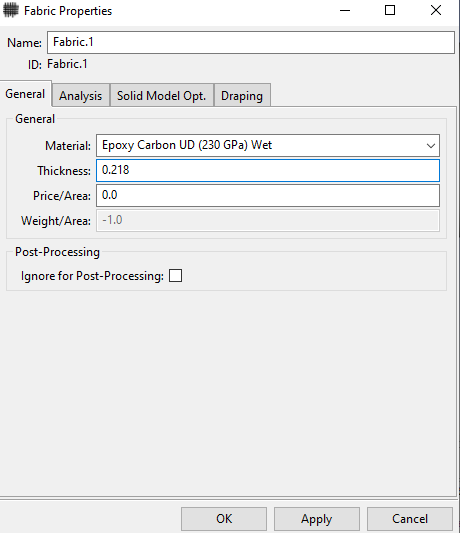 Fabric Properties
Name: Fabric.1
ID: Fabric.1
General Analysis Solid Model Opt. Draping
General
Material: Epoxy Carbon UD (230 GPa) Wet
Thickness: 0.218
Price/Area: 0.0
Weight/Area: -1.0
Post-Processing
Ignore for Post-Processing:
OK Apply Cancel